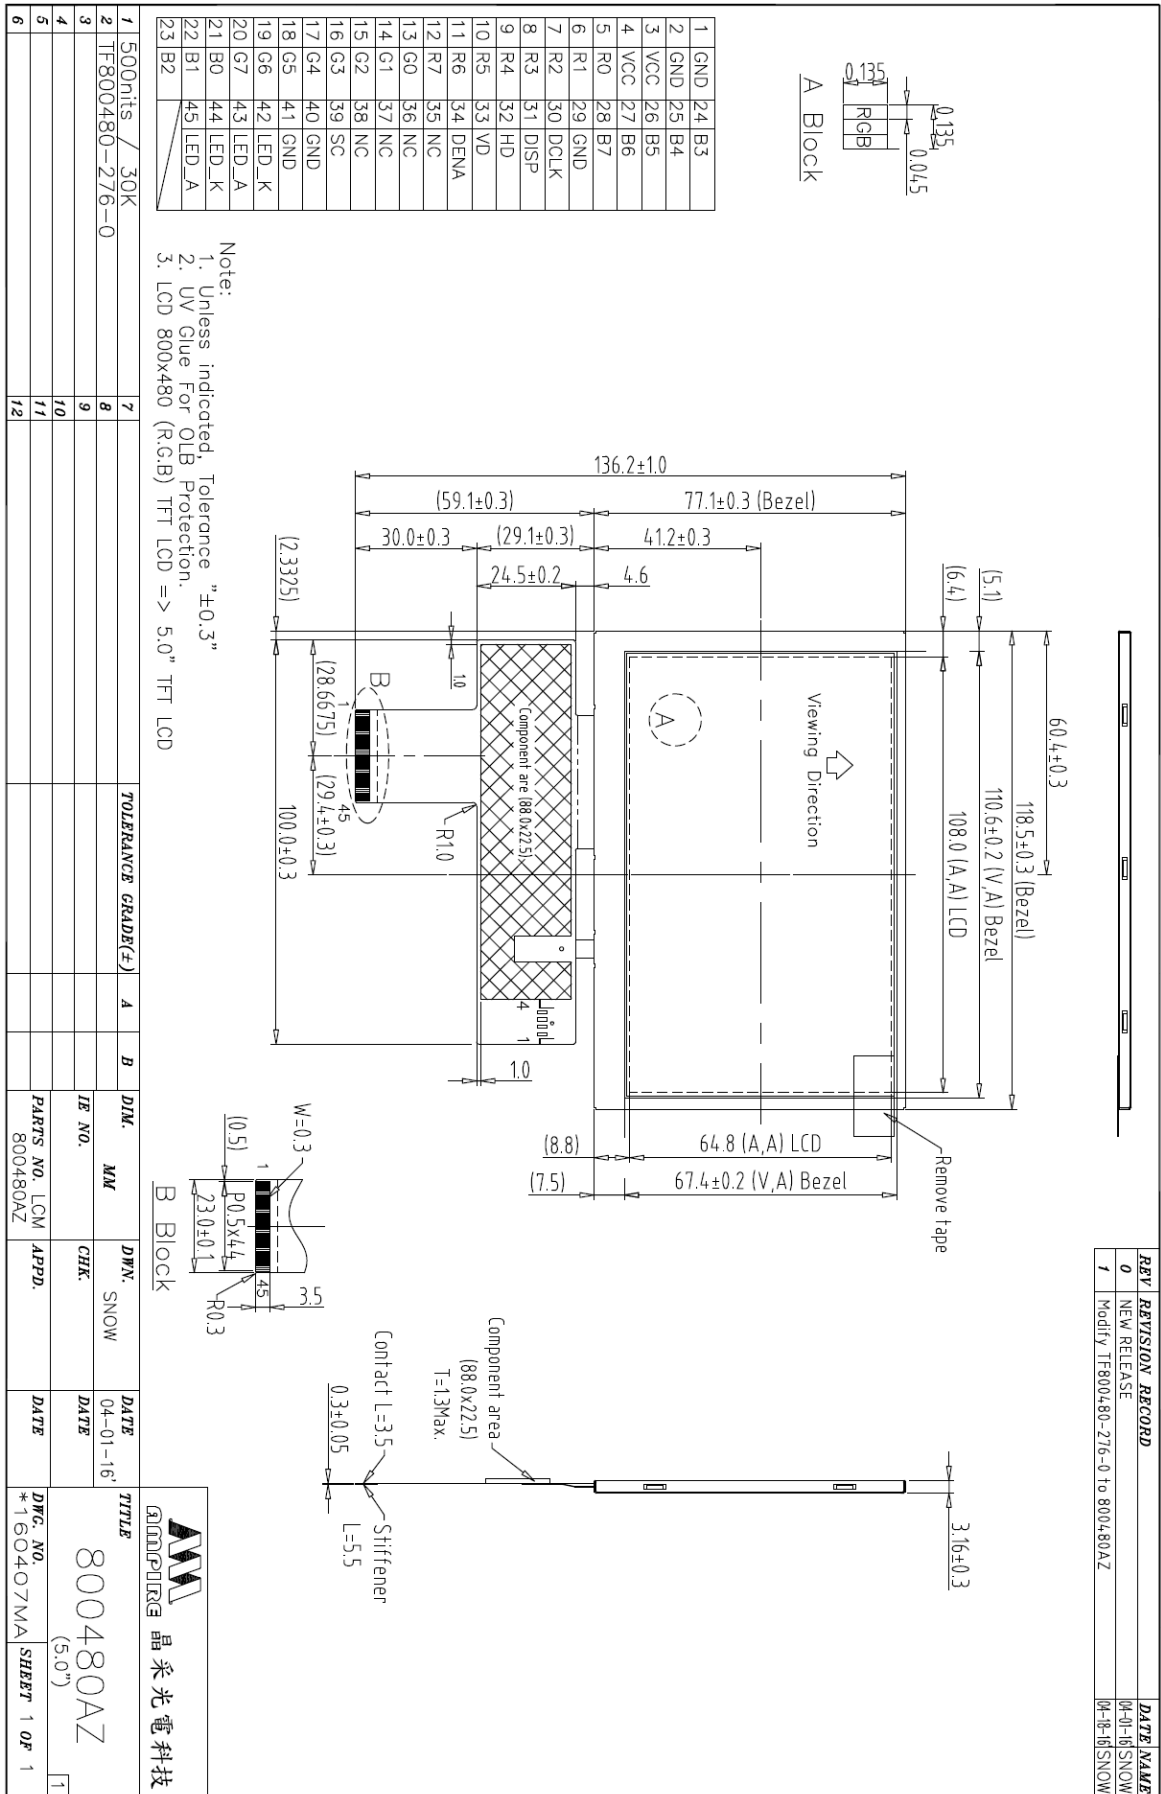 REV REVISION RECORD DATE NAME
0 NEW RELEASE 04-01-16' SNOW
1 Modify TF800480-276-0 to 800480AZ 04-18-16' SNOW
0.135
0.135
0.045
RGB
A Block
60.4±0.3
118.5±0.3 (Bezel)
110.6±0.2 (V,A) Bezel
108.0 (A,A) LCD
(5.1)
(6.4)
Remove tape
3.16±0.3
Viewing Direction
A
136.2±1.0
77.1±0.3 (Bezel)
(59.1±0.3)
41.2±0.3
(29.1±0.3)
30.0±0.3
4.6
24.5±0.2
64.8 (A,A) LCD
67.4±0.2 (V,A) Bezel
(8.8)
(7.5)
Component are (88.0x22.5)
4
1
1.0
1.0
R1.0
B
1
45
(2.3325)
(28.6675)
(29.4±0.3)
100.0±0.3
Component area
(88.0x22.5)
T=1.3Max.
Contact L=3.5
Stiffener
L=5.5
0.3±0.05
W=0.3
(0.5)
1
45
P0.5x44
23.0±0.1
3.5
R0.3
B Block
1 GND 24 B3
2 GND 25 B4
3 VCC 26 B5
4 VCC 27 B6
5 R0 28 B7
6 R1 29 GND
7 R2 30 DCLK
8 R3 31 DISP
9 R4 32 HD
10 R5 33 VD
11 R6 34 DENA
12 R7 35 NC
13 G0 36 NC
14 G1 37 NC
15 G2 38 NC
16 G3 39 SC
17 G4 40 GND
18 G5 41 GND
19 G6 42 LED_K
20 G7 43 LED_A
21 B0 44 LED_K
22 B1 45 LED_A
23 B2
Note:
1. Unless indicated, Tolerance "±0.3"
2. UV Glue For OLB Protection.
3. LCD 800x480 (R.G.B) TFT LCD => 5.0" TFT LCD
1 500nits / 30K
2 TF800480-276-0
3
4
5
6
7
8
9
10
11
12
TOLERANCE GRADE(±) A B
DIM. MM
IE NO.
PARTS NO. LCM
800480AZ
DWN. SNOW
CHK.
APPD.
DATE 04-01-16'
DATE
DATE
AMPIRE 晶采光電科技
TITLE
800480AZ
(5.0")
1
DWG. NO.
*160407MA
SHEET 1 OF 1